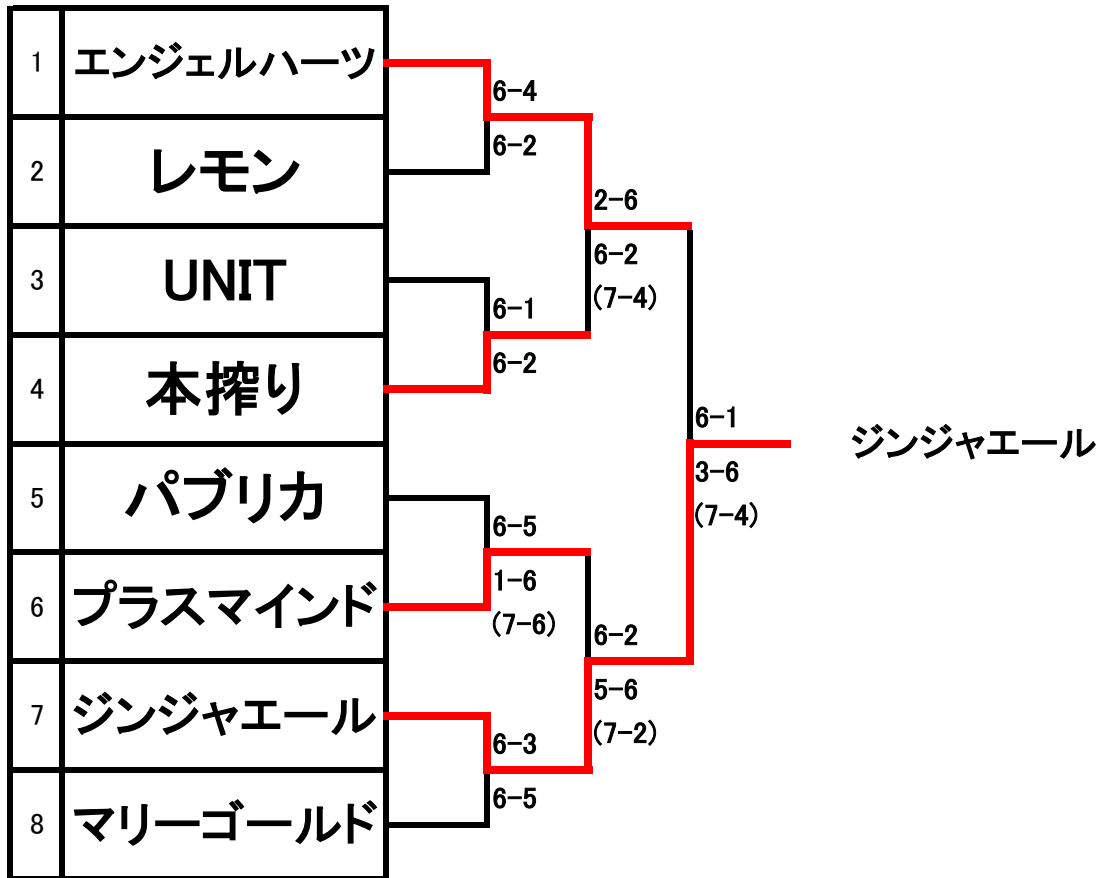 1 エンジェルハーツ
2 レモン
3 UNIT
4 本搾り
5 パブリカ
6 プラスマインド
7 ジンジャエール
8 マリーゴールド
6-4
6-2
6-1
6-2
6-5
1-6
(7-6)
6-3
6-5
2-6
6-2
(7-4)
6-2
5-6
(7-2)
6-1
3-6
(7-4)
ジンジャエール